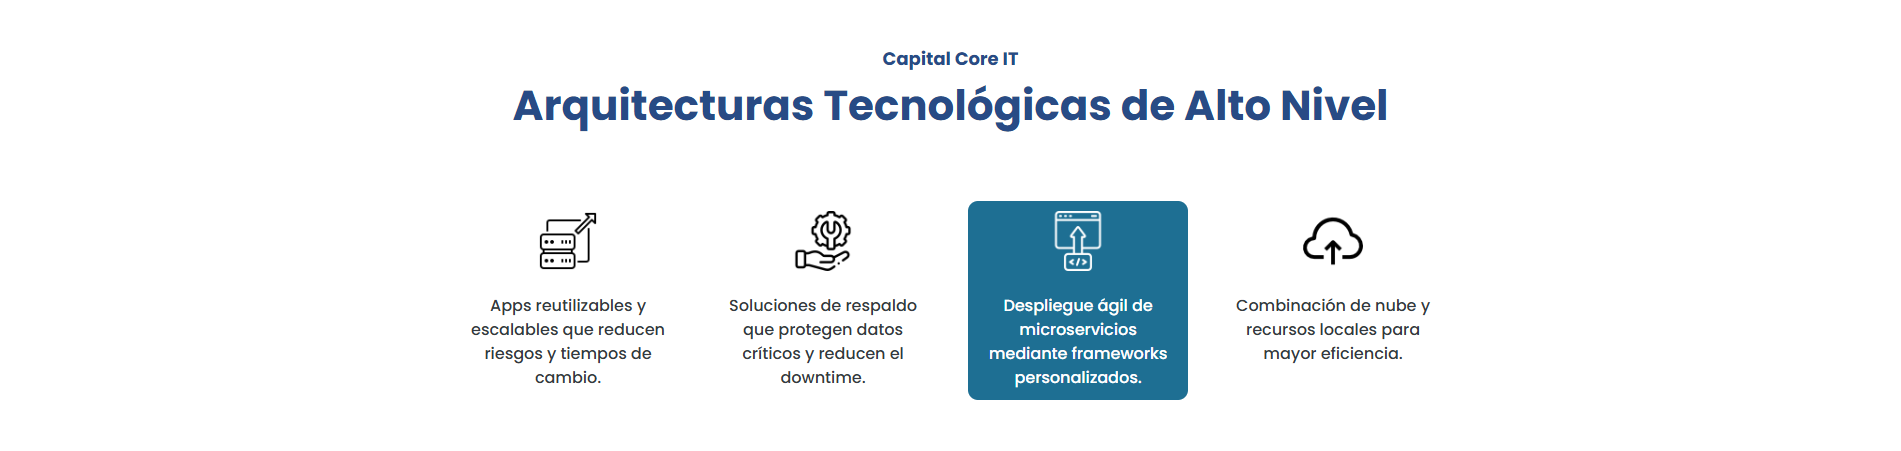 Capital Core IT
Arquitecturas Tecnológicas de Alto Nivel
Apps reutilizables y
escalables que reducen
riesgos y tiempos de
cambio.
Soluciones de respaldo
que protegen datos
críticos y reducen el
downtime.
</>
Despliegue ágil de
microservicios
mediante frameworks
personalizados.
Combinación de nube y
recursos locales para
mayor eficiencia.